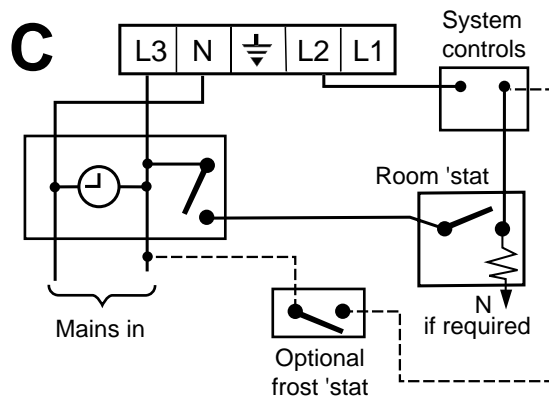 C
L3 N L2 L1
System
controls
Room 'stat
N
if required
Mains in
Optional
frost 'stat